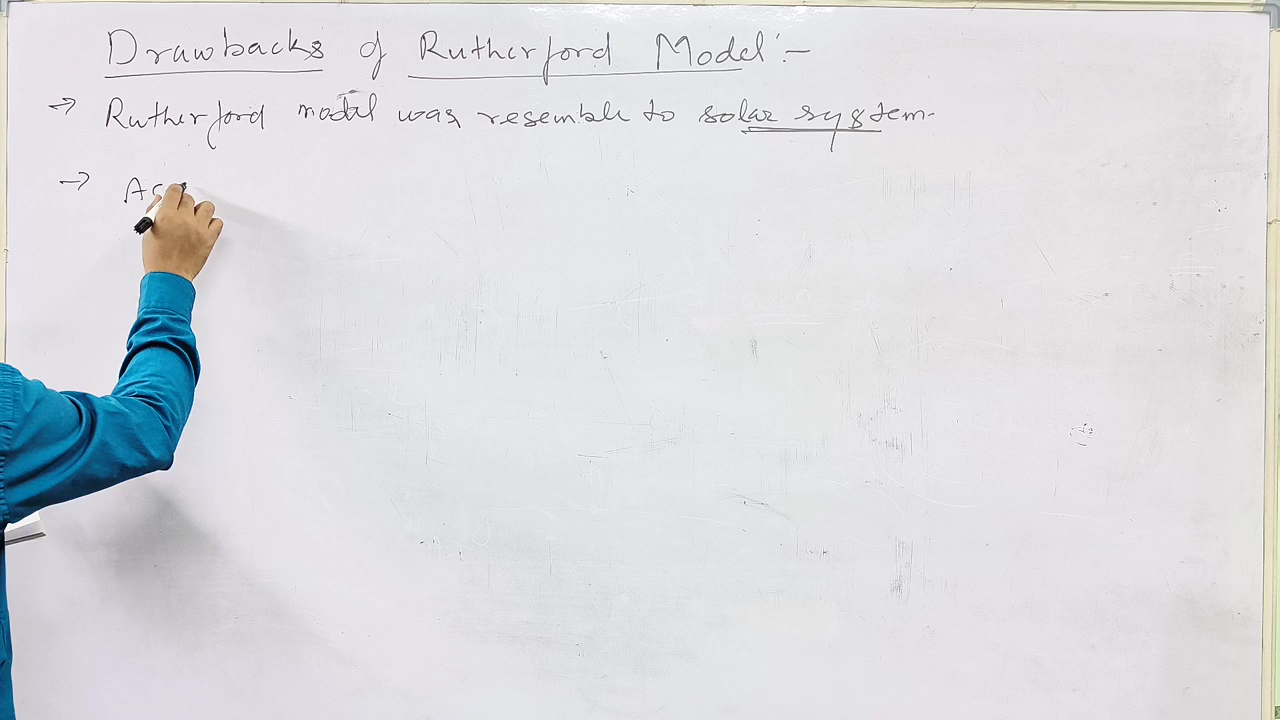 Drawbacks of Rutherford Model:-
→ Rutherford model was resemble to solar system.
→